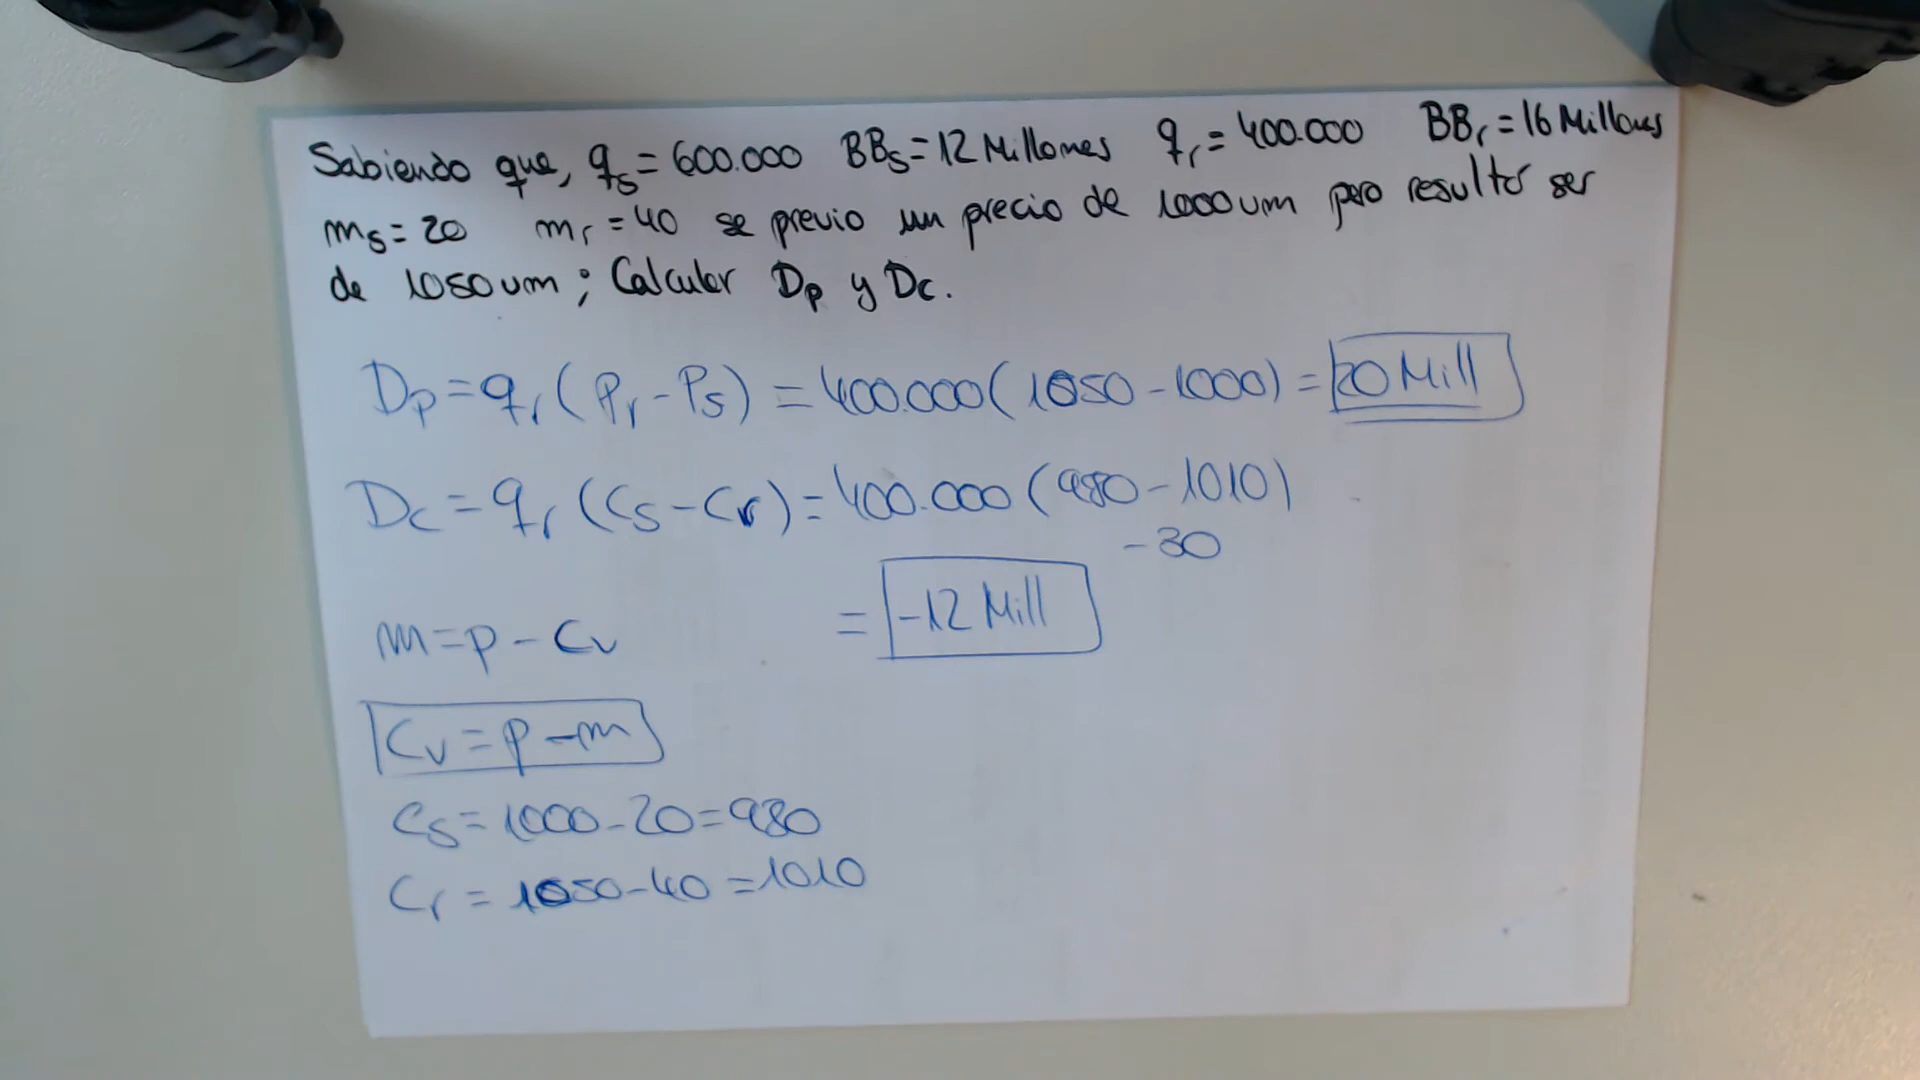 Sabiendo que, qs = 600.000 BBs = 12 Millones qr = 400.000 BBr = 16 Millones
ms = 20 mr = 40 se previo un precio de 1000 um pero resultó ser
de 1050 um ; Calcular Dp y Dc.
Dp = qr ( Pr - Ps ) = 400.000 ( 1050 - 1000 ) = 20 Mill
Dc = qr ( Cs - Cr ) = 400.000 ( 980 - 1010 )
- 30
= -12 Mill
m = p - Cv
Cv = p - m
Cs = 1000 - 20 = 980
Cr = 1050 - 40 = 1010